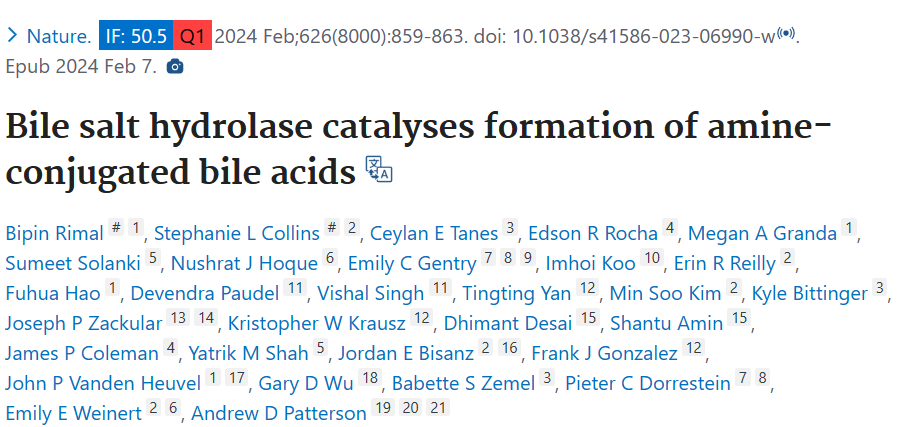 Nature. IF: 50.5 Q1 2024 Feb;626(8000):859-863. doi: 10.1038/s41586-023-06990-w.
Epub 2024 Feb 7.
Bile salt hydrolase catalyses formation of amine-
conjugated bile acids
Bipin Rimal # 1, Stephanie L Collins # 2, Ceylan E Tanes 3, Edson R Rocha 4, Megan A Granda 1,
Sumeet Solanki 5, Nushrat J Hoque 6, Emily C Gentry 7 8 9, Imhoi Koo 10, Erin R Reilly 2,
Fuhua Hao 1, Devendra Paudel 11, Vishal Singh 11, Tingting Yan 12, Min Soo Kim 2, Kyle Bittinger 3,
Joseph P Zackular 13 14, Kristopher W Krausz 12, Dhimant Desai 15, Shantu Amin 15,
James P Coleman 4, Yatrik M Shah 5, Jordan E Bisanz 2 16, Frank J Gonzalez 12,
John P Vanden Heuvel 1 17, Gary D Wu 18, Babette S Zemel 3, Pieter C Dorrestein 7 8,
Emily E Weinert 2 6, Andrew D Patterson 19 20 21